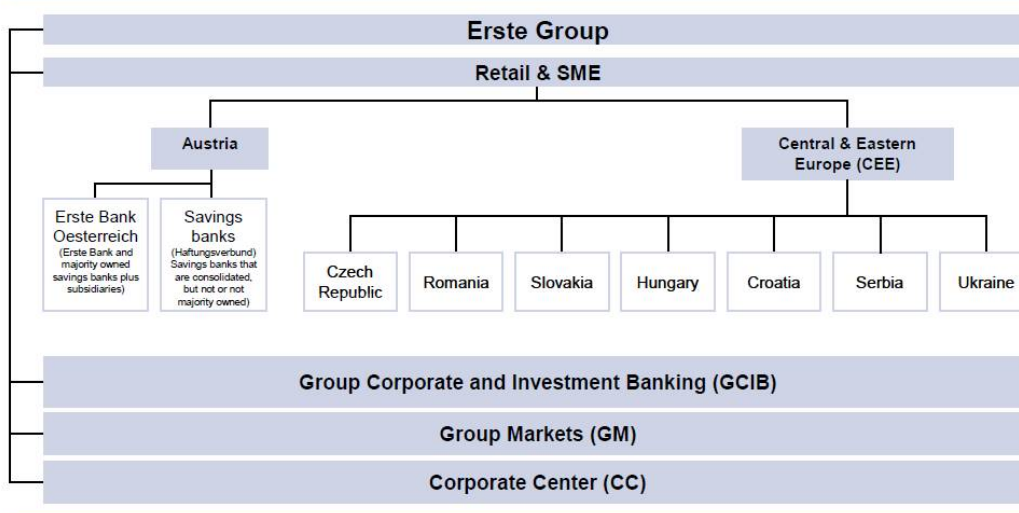 Erste Group
Retail & SME
Austria
Central & Eastern
Europe (CEE)
Erste Bank
Oesterreich
(Erste Bank and
majority owned
savings banks plus
subsidiaries)
Savings
banks
(Haftungsverbund)
Savings banks that
are consolidated,
but not or not
majority owned)
Czech
Republic
Romania
Slovakia
Hungary
Croatia
Serbia
Ukraine
Group Corporate and Investment Banking (GCIB)
Group Markets (GM)
Corporate Center (CC)